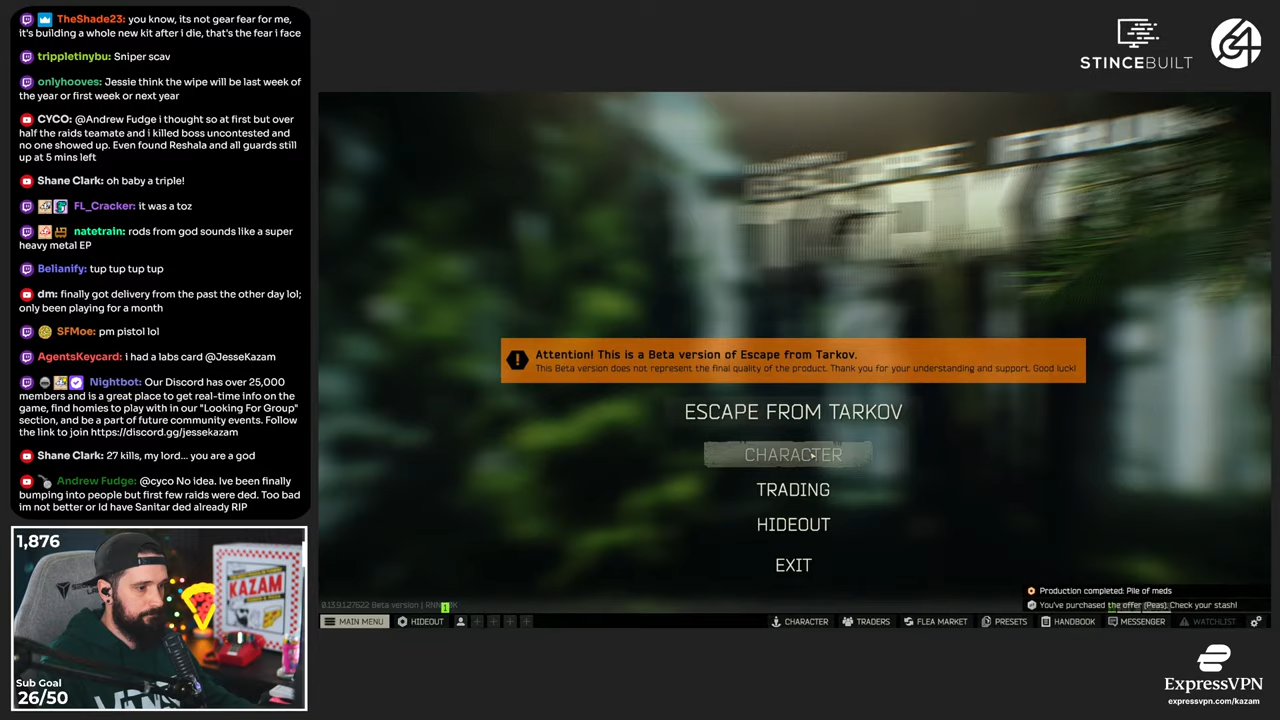 TheShade23: you know, its not gear fear for me,
it's building a whole new kit after i die, that's the fear i face
trippletinybu: Sniper scav
onlyhooves: Jessie think the wipe will be last week of
the year or first week or next year
CYCO: @Andrew Fudge i thought so at first but over
half the raids teamate and i killed boss uncontested and
no one showed up. Even found Reshala and all guards still
up at 5 mins left
Shane Clark: oh baby a triple!
FL_Cracker: it was a toz
natetrain: rods from god sounds like a super
heavy metal EP
Belianify: tup tup tup tup
dm: finally got delivery from the past the other day lol;
only been playing for a month
SFMoe: pm pistol lol
AgentsKeycard: i had a labs card @JesseKazam
Nightbot: Our Discord has over 25,000
members and is a great place to get real-time info on the
game, find homies to play with in our "Looking For Group"
section, and be a part of future community events. Follow
the link to join https://discord.gg/jessekazam
Shane Clark: 27 kills, my lord... you are a god
Andrew Fudge: @cyco No idea. Ive been finally
bumping into people but first few raids were ded. Too bad
im not better or Id have Sanitar ded already RIP
1,876
KAZAM
Sub Goal
26/50
STINCEBUILT
Attention! This is a Beta version of Escape from Tarkov.
This Beta version does not represent the final quality of the product. Thank you for your understanding and support. Good luck!
ESCAPE FROM TARKOV
CHARACTER
TRADING
HIDEOUT
EXIT
Production completed: Pile of meds
You've purchased the offer (Peas). Check your stash!
0.13.9.1.27622 Beta version |
1
MAIN MENU
HIDEOUT
CHARACTER
TRADERS
FLEA MARKET
PRESETS
HANDBOOK
MESSENGER
WATCHLIST
ExpressVPN
expressvpn.com/kazam